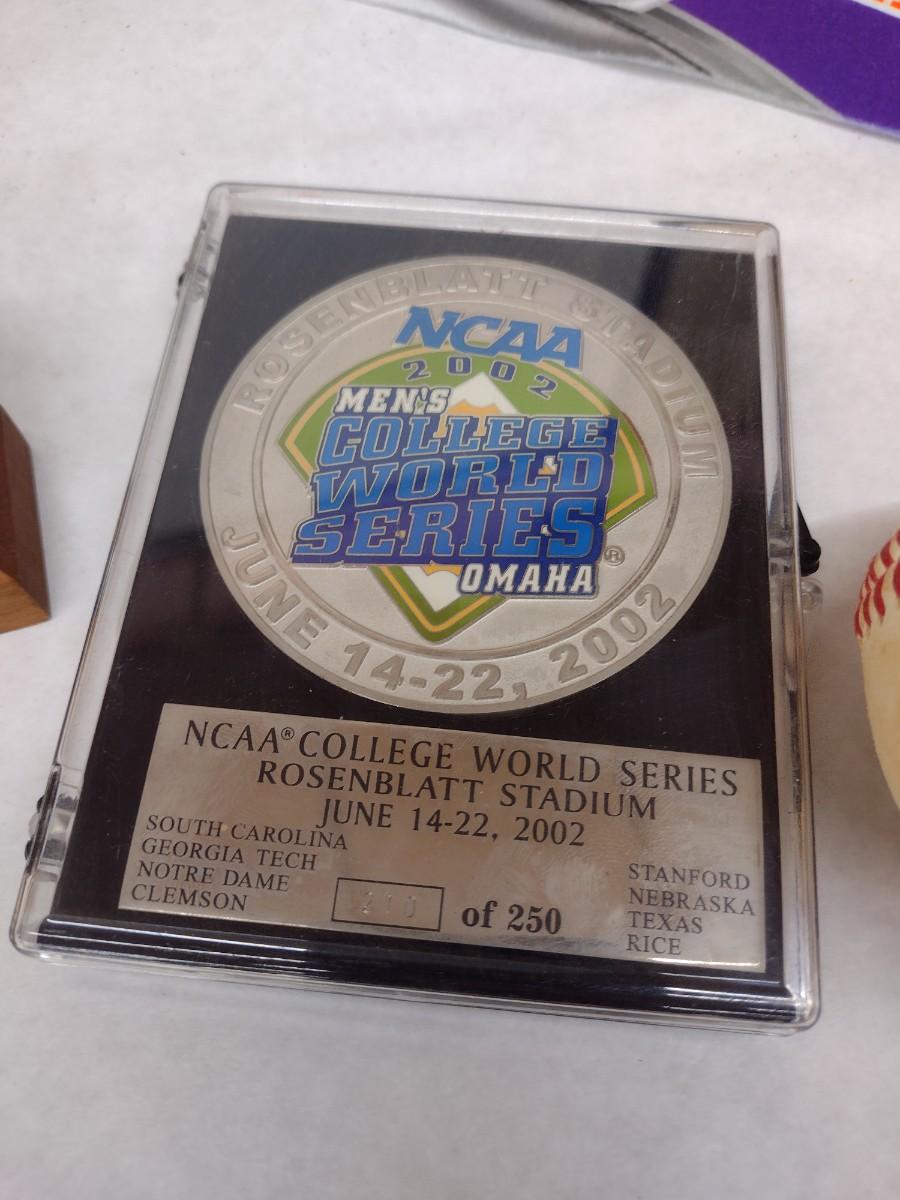 ROSENBLATT STADIUM
NCAA
2002
MEN'S
COLLEGE
WORLD
SERIES®
OMAHA
JUNE 14-22, 2002
NCAA® COLLEGE WORLD SERIES
ROSENBLATT STADIUM
JUNE 14-22, 2002
SOUTH CAROLINA
GEORGIA TECH
NOTRE DAME
CLEMSON
210 of 250
STANFORD
NEBRASKA
TEXAS
RICE